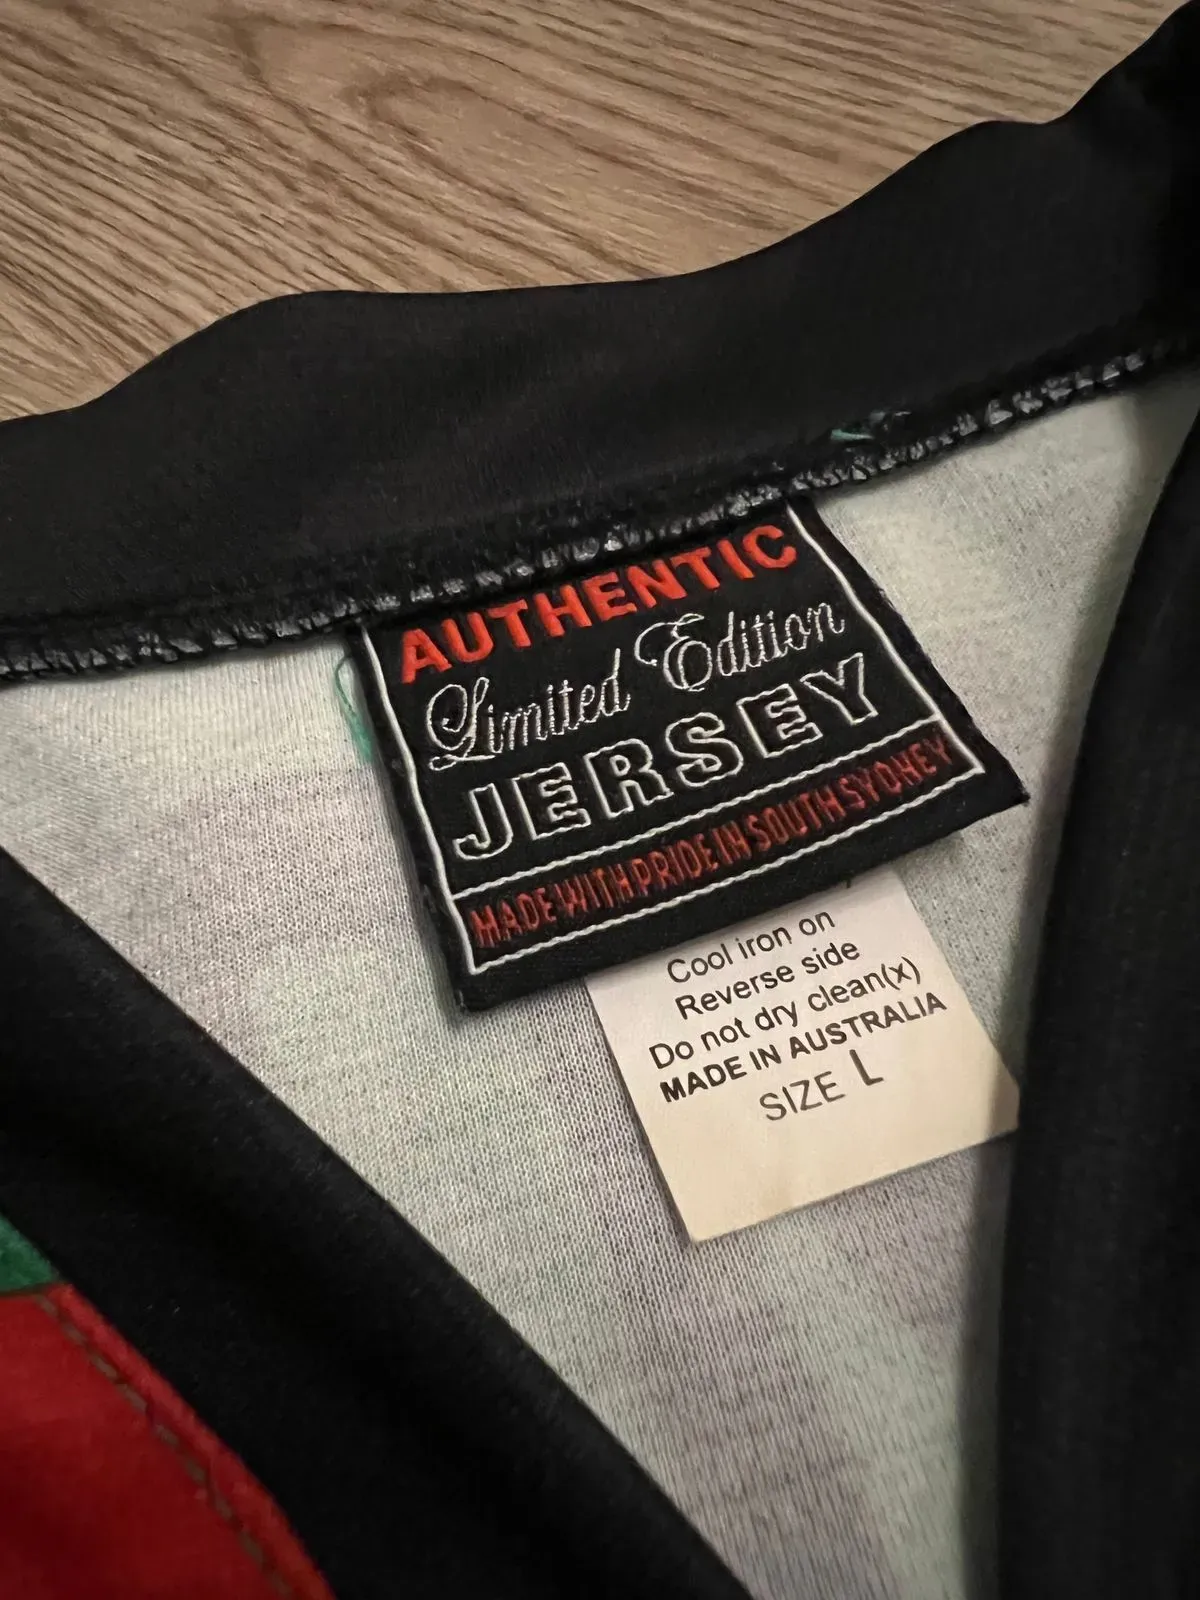 AUTHENTIC
Limited Edition
JERSEY
MADE WITH PRIDE IN SOUTH SYDNEY
Cool iron on
Reverse side
Do not dry clean(x)
MADE IN AUSTRALIA
SIZE L